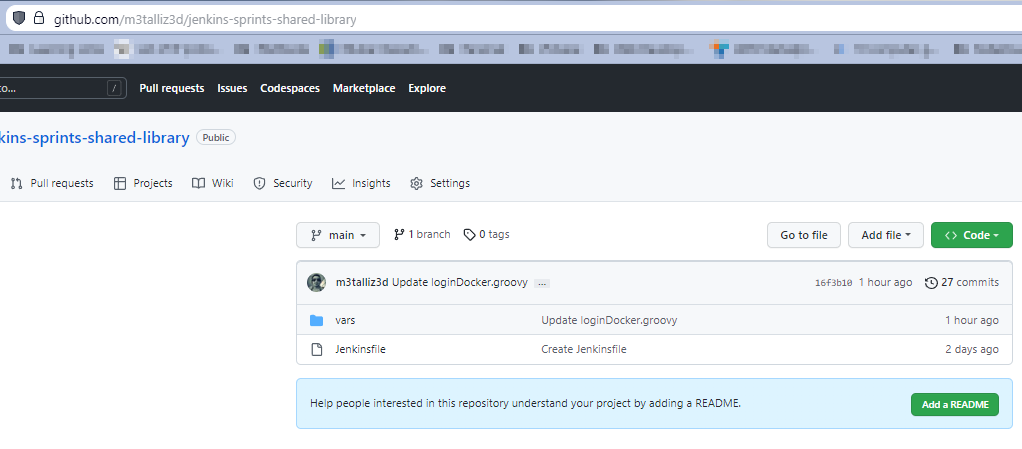 github.com/m3talliz3d/jenkins-sprints-shared-library
to... / Pull requests Issues Codespaces Marketplace Explore
kins-sprints-shared-library Public
Pull requests Projects Wiki Security Insights Settings
main 1 branch 0 tags Go to file Add file <> Code
m3talliz3d Update loginDocker.groovy ... 16f3b10 1 hour ago 27 commits
vars Update loginDocker.groovy 1 hour ago
Jenkinsfile Create Jenkinsfile 2 days ago
Help people interested in this repository understand your project by adding a README. Add a README